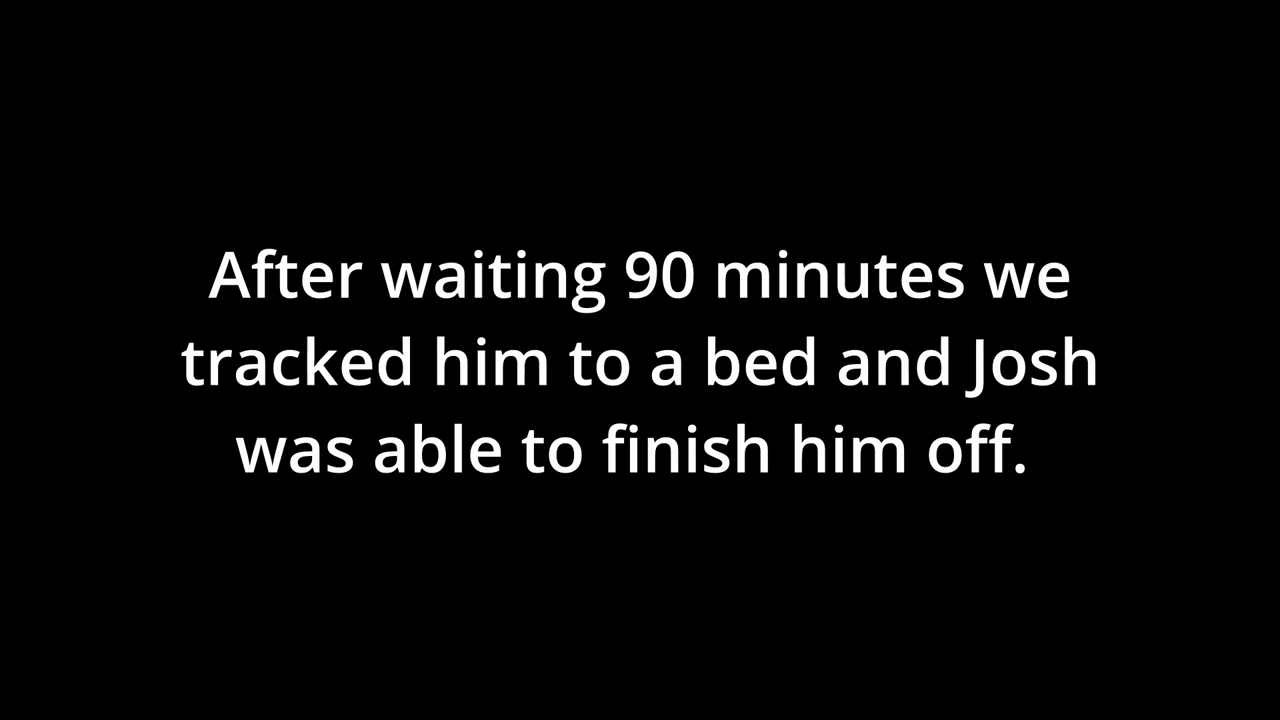 After waiting 90 minutes we
tracked him to a bed and Josh
was able to finish him off.